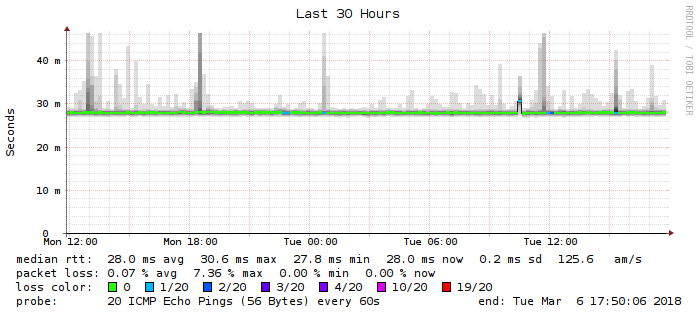 Last 30 Hours
RRDTOOL / TOBI OETIKER
Seconds
40 m
30 m
20 m
10 m
0
Mon 12:00 Mon 18:00 Tue 00:00 Tue 06:00 Tue 12:00
median rtt: 28.0 ms avg 30.6 ms max 27.8 ms min 28.0 ms now 0.2 ms sd 125.6 am/s
packet loss: 0.07 % avg 7.36 % max 0.00 % min 0.00 % now
loss color: 0 1/20 2/20 3/20 4/20 10/20 19/20
probe: 20 ICMP Echo Pings (56 Bytes) every 60s end: Tue Mar 6 17:50:06 2018